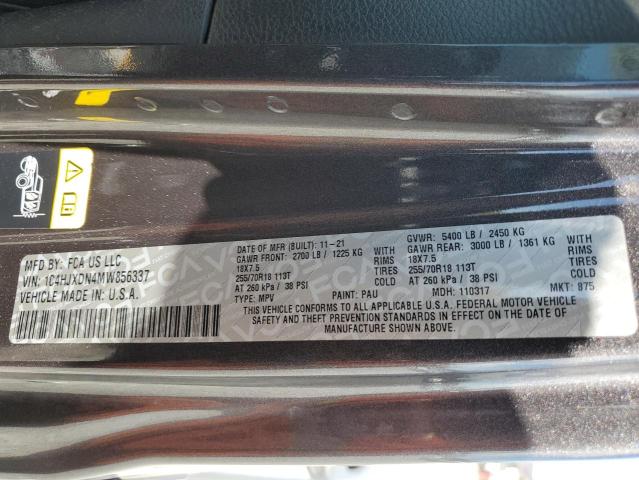 MFD BY: FCA US LLC
DATE OF MFR (BUILT): 11-21
GVWR: 5400 LB / 2450 KG
GAWR FRONT: 2700 LB / 1225 KG WITH
GAWR REAR: 3000 LB / 1361 KG WITH
18X7.5 RIMS
18X7.5 RIMS
255/70R18 113T TIRES
255/70R18 113T TIRES
AT 260 kPa / 38 PSI COLD
AT 260 kPa / 38 PSI COLD
VIN: 1C4HJXDN4MW856337
TYPE: MPV PAINT: PAU MDH: 110317 MKT: 875
VEHICLE MADE IN U.S.A.
THIS VEHICLE CONFORMS TO ALL APPLICABLE U.S.A. FEDERAL MOTOR VEHICLE
SAFETY AND THEFT PREVENTION STANDARDS IN EFFECT ON THE DATE OF
MANUFACTURE SHOWN ABOVE.